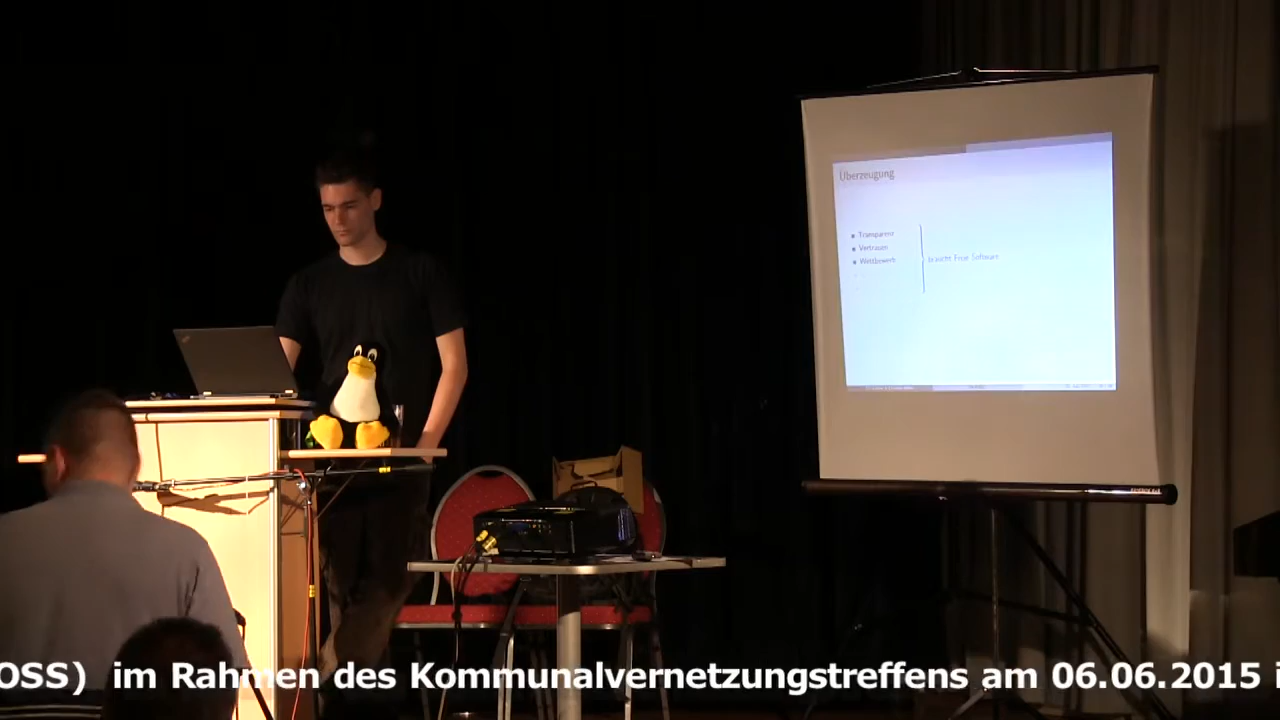 Überzeugung
Transparenz
Vertrauen
Wettbewerb
braucht Freie Software
OSS) im Rahmen des Kommunalvernetzungstreffens am 06.06.2015 i